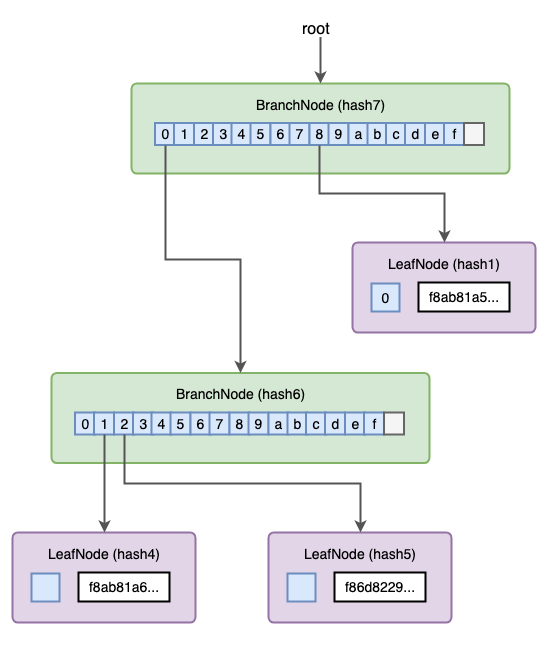 root
BranchNode (hash7)
0 1 2 3 4 5 6 7 8 9 a b c d e f
LeafNode (hash1)
0 f8ab81a5...
BranchNode (hash6)
0 1 2 3 4 5 6 7 8 9 a b c d e f
LeafNode (hash4)
f8ab81a6...
LeafNode (hash5)
f86d8229...